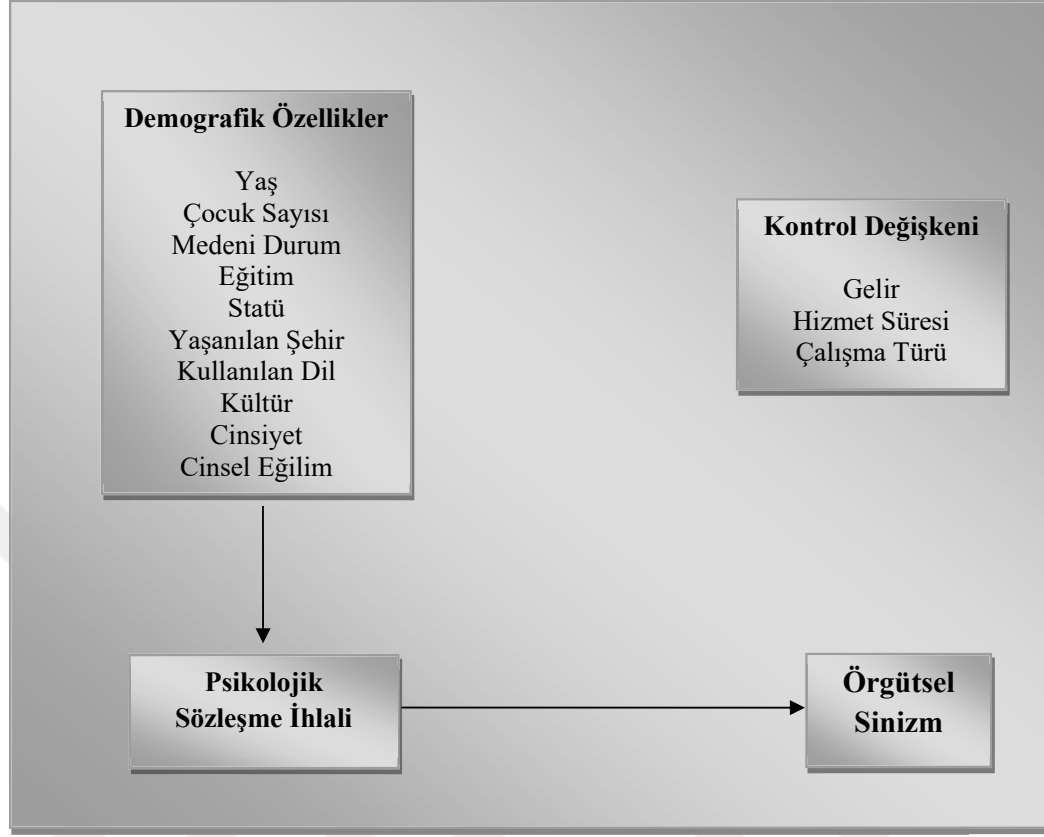 Demografik Özellikler
Yaş
Çocuk Sayısı
Medeni Durum
Eğitim
Statü
Yaşanılan Şehir
Kullanılan Dil
Kültür
Cinsiyet
Cinsel Eğilim
Kontrol Değişkeni
Gelir
Hizmet Süresi
Çalışma Türü
Psikolojik
Sözleşme İhlali
Örgütsel
Sinizm